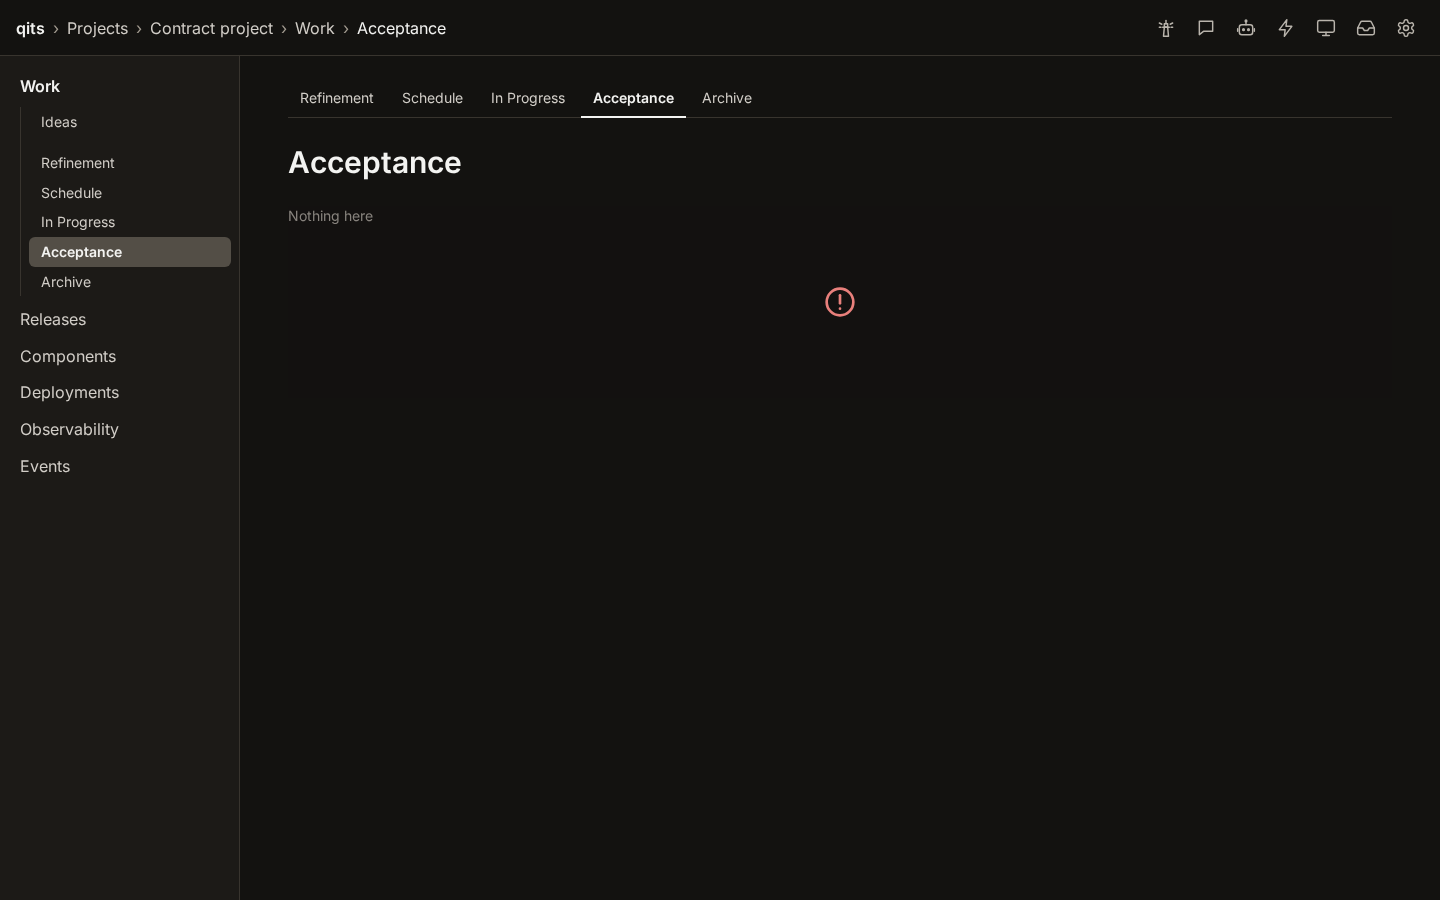 qits › Projects › Contract project › Work › Acceptance
Work
Ideas
Refinement
Schedule
In Progress
Acceptance
Archive
Releases
Components
Deployments
Observability
Events
Refinement Schedule In Progress Acceptance Archive
Acceptance
Nothing here